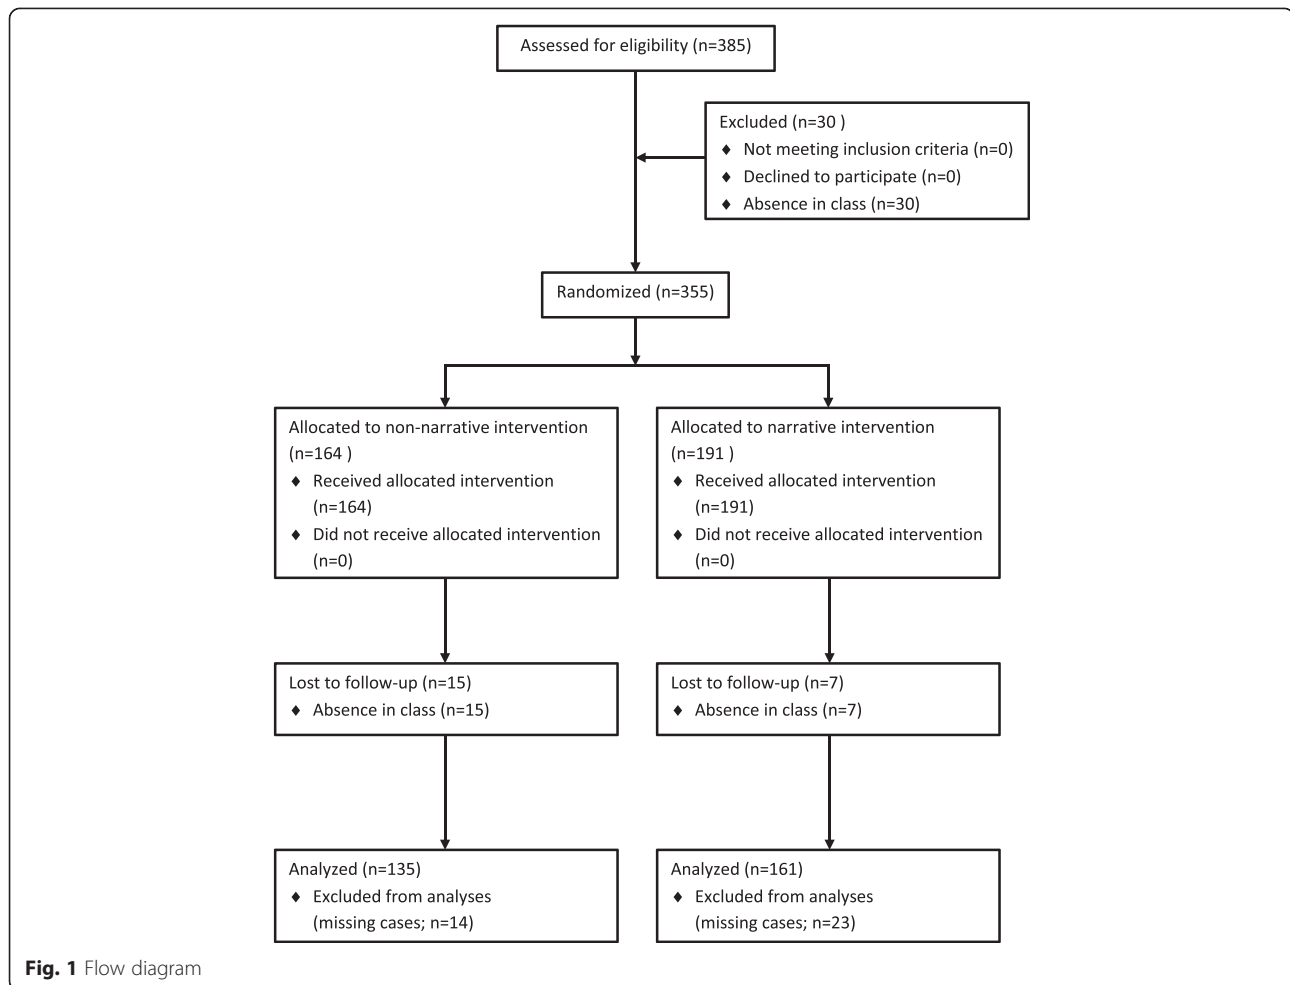 Assessed for eligibility (n=385)
Excluded (n=30 )
♦ Not meeting inclusion criteria (n=0)
♦ Declined to participate (n=0)
♦ Absence in class (n=30)
Randomized (n=355)
Allocated to non-narrative intervention
(n=164 )
♦ Received allocated intervention
(n=164)
♦ Did not receive allocated intervention
(n=0)
Allocated to narrative intervention
(n=191 )
♦ Received allocated intervention
(n=191)
♦ Did not receive allocated intervention
(n=0)
Lost to follow-up (n=15)
♦ Absence in class (n=15)
Lost to follow-up (n=7)
♦ Absence in class (n=7)
Analyzed (n=135)
♦ Excluded from analyses
(missing cases; n=14)
Analyzed (n=161)
♦ Excluded from analyses
(missing cases; n=23)
Fig. 1 Flow diagram